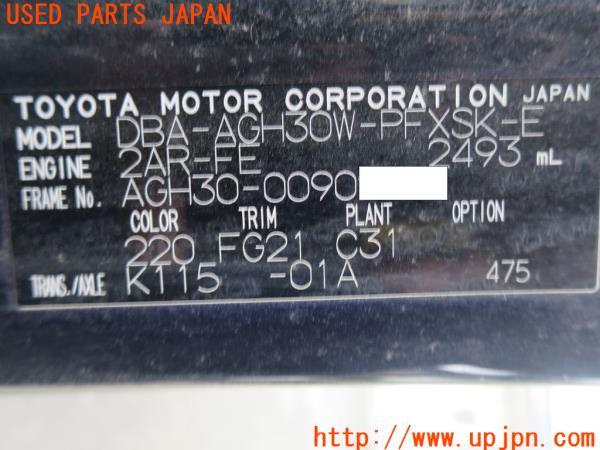 USED PARTS JAPAN
TOYOTA MOTOR CORPORATION JAPAN
MODEL DBA-AGH30W-PFXSK-E
ENGINE 2AR-FE 2493 mL
FRAME No. AGH30-0090
COLOR TRIM PLANT OPTION
220 FG21 C31
TRANS./AXLE K115 -01A 475
http://www.upjpn.com/